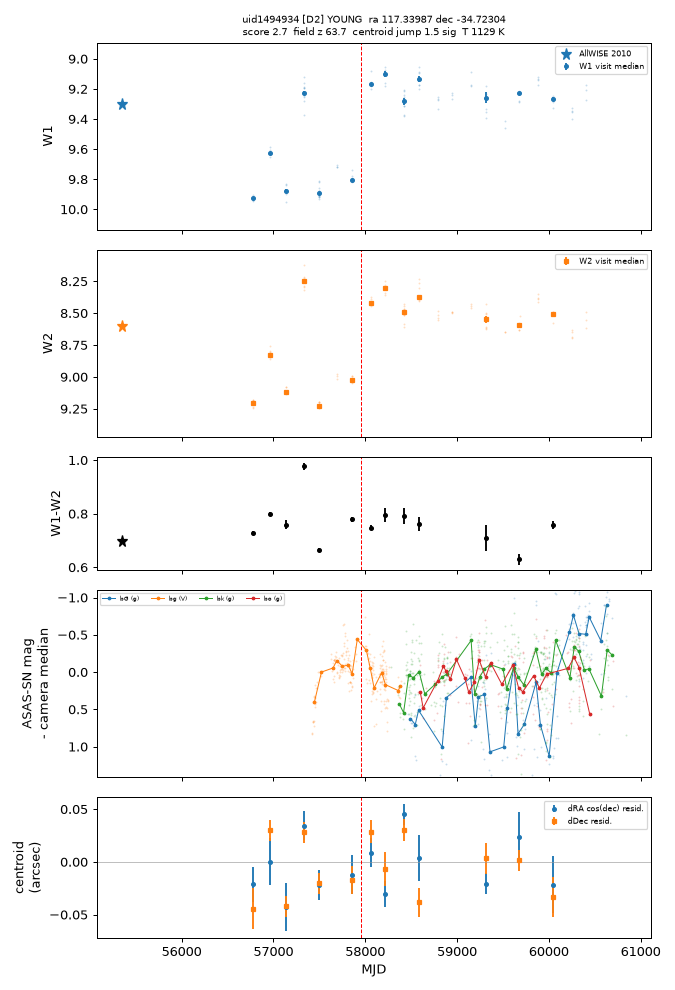 uid1494934 [D2] YOUNG ra 117.33987 dec -34.72304
score 2.7 field z 63.7 centroid jump 1.5 sig T 1129 K
W1
9.0
9.2
9.4
9.6
9.8
10.0
AllWISE 2010
W1 visit median
W2
8.25
8.50
8.75
9.00
9.25
W2 visit median
W1-W2
1.0
0.8
0.6
ASAS-SN mag
- camera median
−1.0
−0.5
0.0
0.5
1.0
(g)
(V)
(g)
(g)
centroid
(arcsec)
0.05
0.00
−0.05
dRA cos(dec) resid.
dDec resid.
56000 57000 58000 59000 60000 61000
MJD